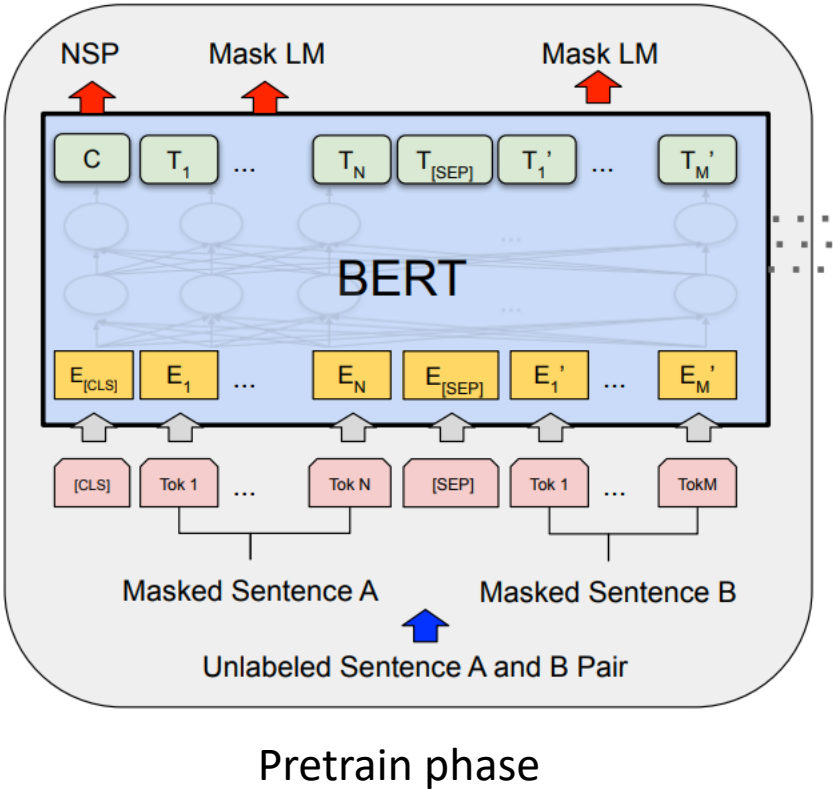 NSP Mask LM Mask LM
C T1 ... TN T[SEP] T1' ... TM'
...
BERT
...
E[CLS] E1 ... EN E[SEP] E1' ... EM'
[CLS] Tok 1 ... Tok N [SEP] Tok 1 ... TokM
Masked Sentence A Masked Sentence B
Unlabeled Sentence A and B Pair
Pretrain phase